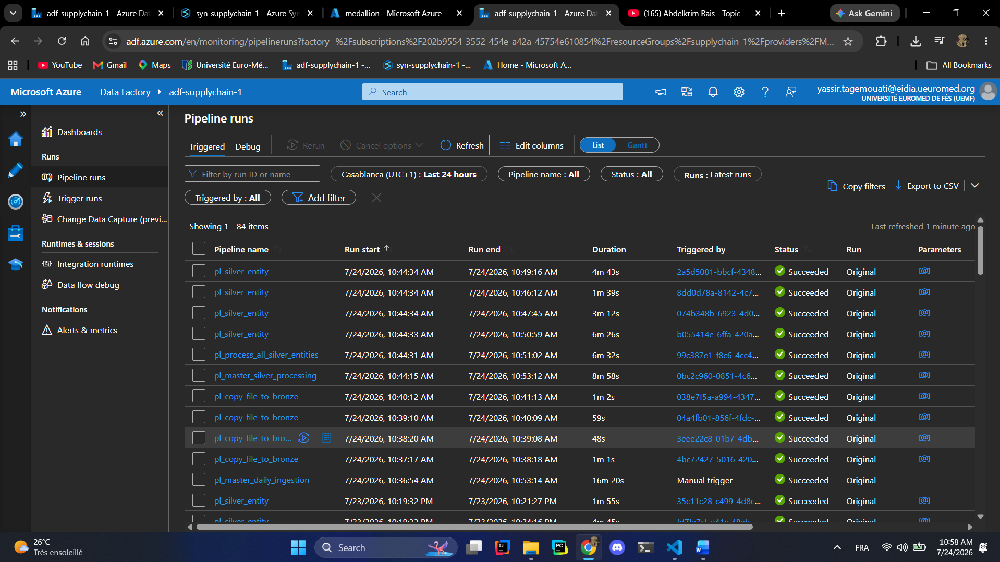 adf-supplychain-1 - Azure Da
syn-supplychain-1 - Azure Syn
medallion - Microsoft Azure
adf-supplychain-1 - Azure Da
(165) Abdelkrim Rais - Topic -
Ask Gemini
adf.azure.com/en/monitoring/pipelineruns?factory=%2Fsubscriptions%2F202b9554-3552-454e-a42a-45754e610854%2FresourceGroups%2Fsupplychain_1%2Fproviders%2FM...
YouTube
Gmail
Maps
Université Euro-Mé...
adf-supplychain-1 -...
syn-supplychain-1 -...
Home - Microsoft A...
All Bookmarks
Microsoft Azure
Data Factory
adf-supplychain-1
Search
yassir.tagemouati@eidia.ueuromed.org
UNIVERSITÉ EUROMED DE FÈS (UEMF)
Dashboards
Runs
Pipeline runs
Trigger runs
Change Data Capture (previ...
Runtimes & sessions
Integration runtimes
Data flow debug
Notifications
Alerts & metrics
Pipeline runs
Triggered
Debug
Rerun
Cancel options
Refresh
Edit columns
List
Gantt
Filter by run ID or name
Casablanca (UTC+1) : Last 24 hours
Pipeline name : All
Status : All
Runs : Latest runs
Triggered by : All
Add filter
Copy filters
Export to CSV
Showing 1 - 84 items
Last refreshed 1 minute ago
Pipeline name Run start Run end Duration Triggered by Status Run Parameters
pl_silver_entity 7/24/2026, 10:44:34 AM 7/24/2026, 10:49:16 AM 4m 43s 2a5d5081-bbcf-4348... Succeeded Original [@]
pl_silver_entity 7/24/2026, 10:44:34 AM 7/24/2026, 10:46:12 AM 1m 39s 8dd0d78a-8142-4c7... Succeeded Original [@]
pl_silver_entity 7/24/2026, 10:44:34 AM 7/24/2026, 10:47:45 AM 3m 12s 074b348b-6923-4d0... Succeeded Original [@]
pl_silver_entity 7/24/2026, 10:44:33 AM 7/24/2026, 10:50:59 AM 6m 26s b055414e-6ffa-420a... Succeeded Original [@]
pl_process_all_silver_entities 7/24/2026, 10:44:31 AM 7/24/2026, 10:51:02 AM 6m 32s 99c387e1-f8c6-4cc4... Succeeded Original [@]
pl_master_silver_processing 7/24/2026, 10:44:15 AM 7/24/2026, 10:53:12 AM 8m 58s 0bc2c960-0851-4c6... Succeeded Original [@]
pl_copy_file_to_bronze 7/24/2026, 10:40:12 AM 7/24/2026, 10:41:13 AM 1m 2s 038e7f5a-a994-4347... Succeeded Original [@]
pl_copy_file_to_bronze 7/24/2026, 10:39:10 AM 7/24/2026, 10:40:09 AM 59s 04a4fb01-856f-4fdc-... Succeeded Original [@]
pl_copy_file_to_bro... 7/24/2026, 10:38:20 AM 7/24/2026, 10:39:08 AM 48s 3eee22c8-01b7-4db... Succeeded Original [@]
pl_copy_file_to_bronze 7/24/2026, 10:37:17 AM 7/24/2026, 10:38:18 AM 1m 1s 4bc72427-5016-420... Succeeded Original [@]
pl_master_daily_ingestion 7/24/2026, 10:36:54 AM 7/24/2026, 10:53:14 AM 16m 20s Manual trigger Succeeded Original
pl_silver_entity 7/23/2026, 10:19:32 PM 7/23/2026, 10:21:27 PM 1m 55s 35c11c28-c499-4d8c... Succeeded Original [@]
pl_silver_entity 7/23/2026, 10:19:32 PM 7/23/2026, 10:24:16 PM 4m 45s Succeeded Original [@]
26°C
Très ensoleillé
Search
FRA
10:58 AM
7/24/2026